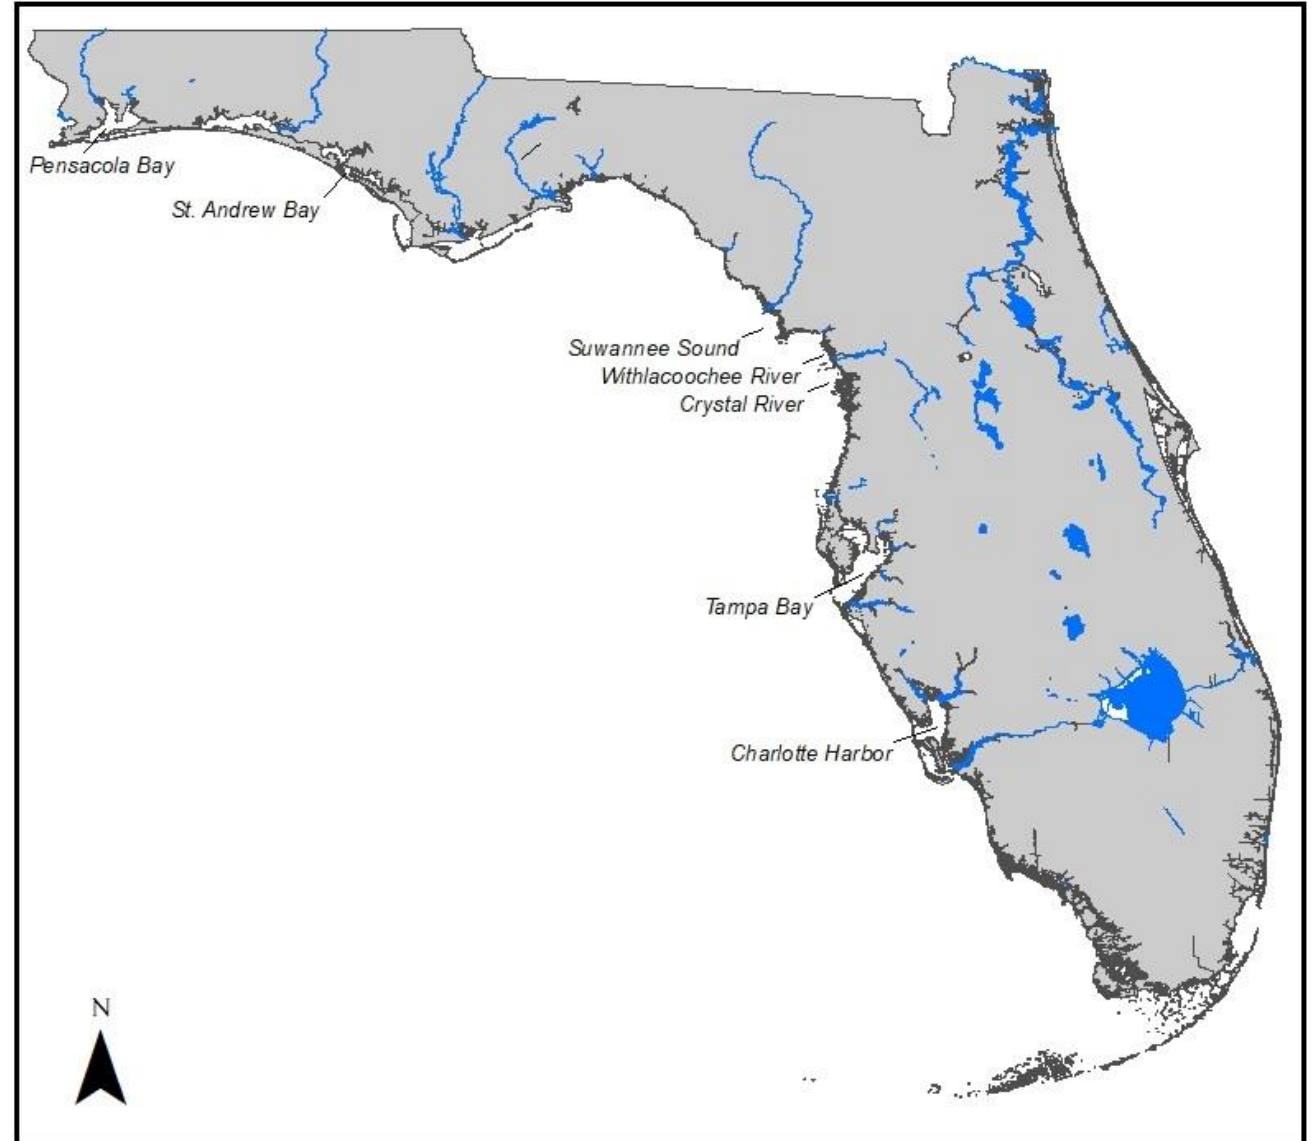 Pensacola Bay
St. Andrew Bay
Suwannee Sound
Withlacoochee River
Crystal River
Tampa Bay
Charlotte Harbor
N